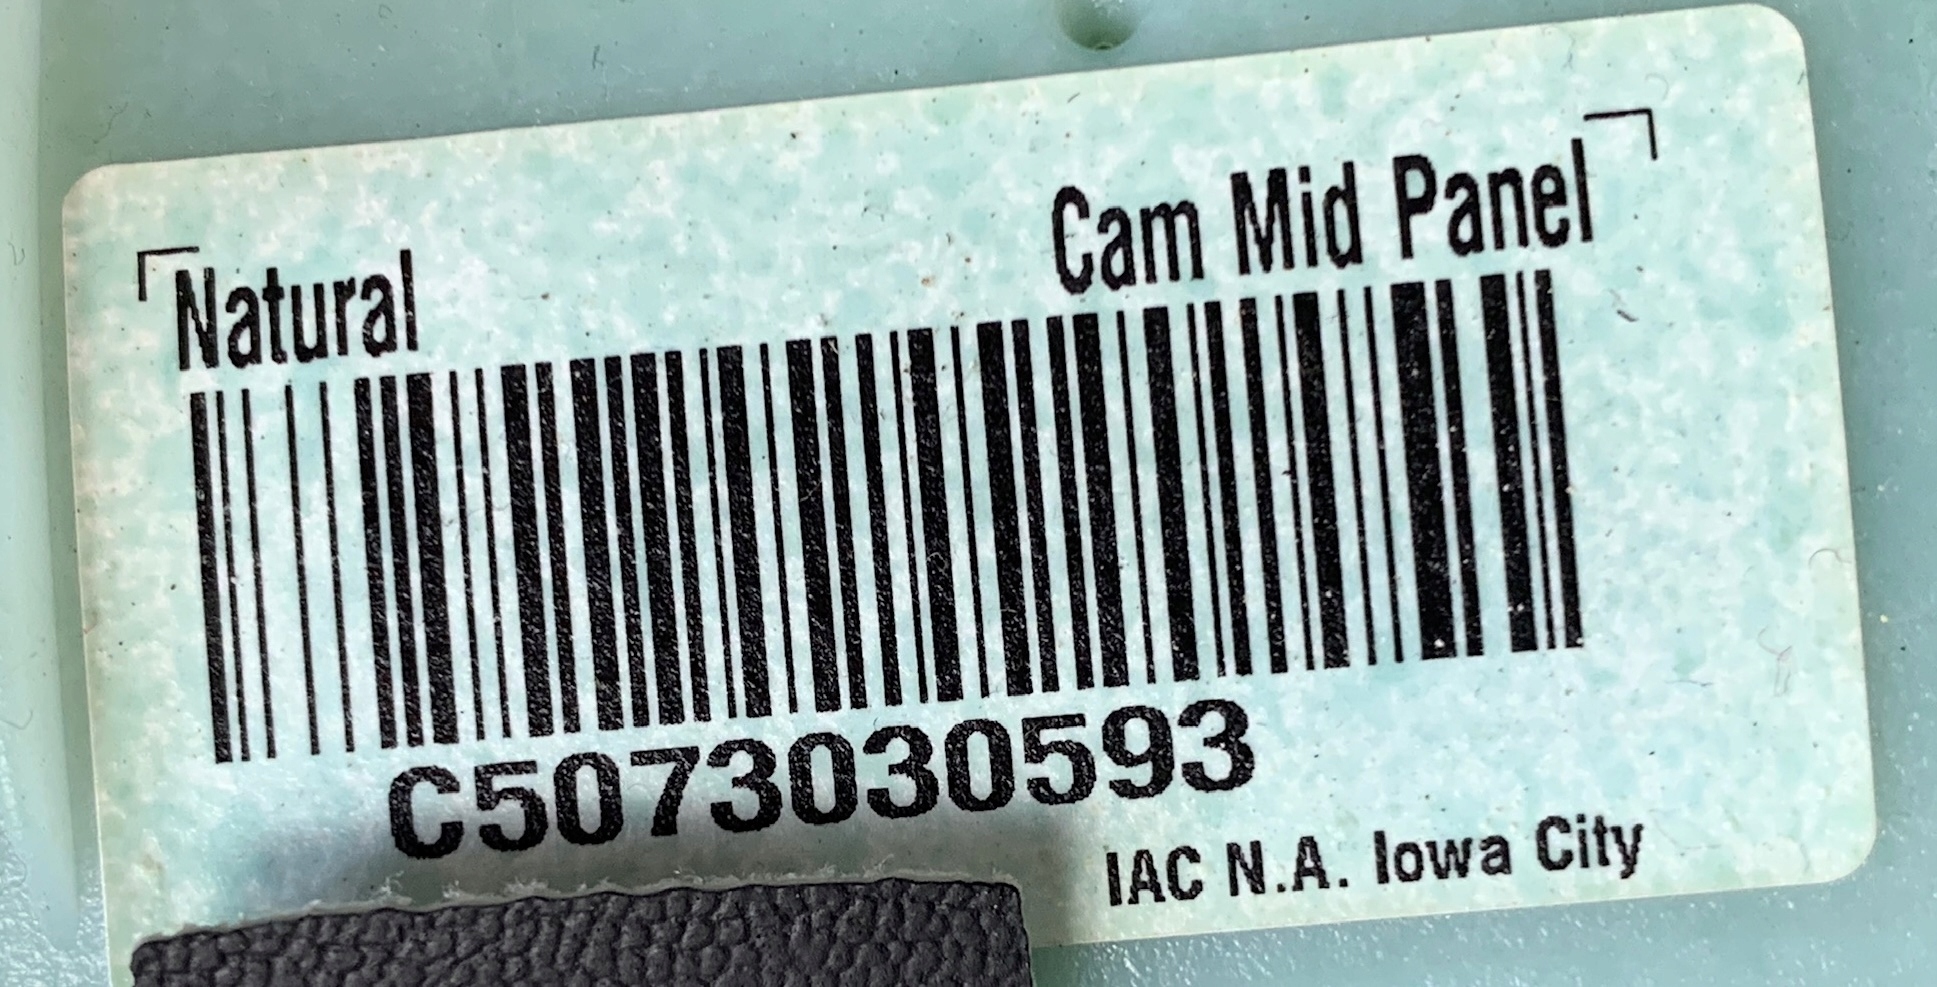 Natural Cam Mid Panel
C5073030593
IAC N.A. Iowa City